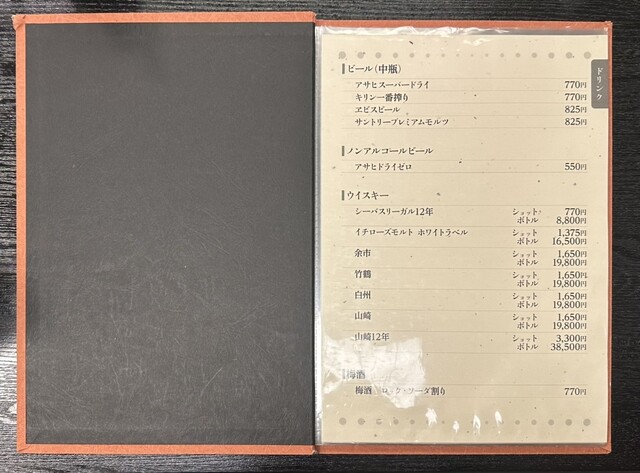 ドリンク
ビール（中瓶）
アサヒスーパードライ 770円
キリン一番搾り 770円
ヱビスビール 825円
サントリープレミアムモルツ 825円
ノンアルコールビール
アサヒドライゼロ 550円
ウイスキー
シーバスリーガル12年 ショット 770円
ボトル 8,800円
イチローズモルト ホワイトラベル ショット 1,375円
ボトル 16,500円
余市 ショット 1,650円
ボトル 19,800円
竹鶴 ショット 1,650円
ボトル 19,800円
白州 ショット 1,650円
ボトル 19,800円
山崎 ショット 1,650円
ボトル 19,800円
山崎12年 ショット 3,300円
ボトル 38,500円
梅酒
梅酒 ロック・ソーダ割り 770円